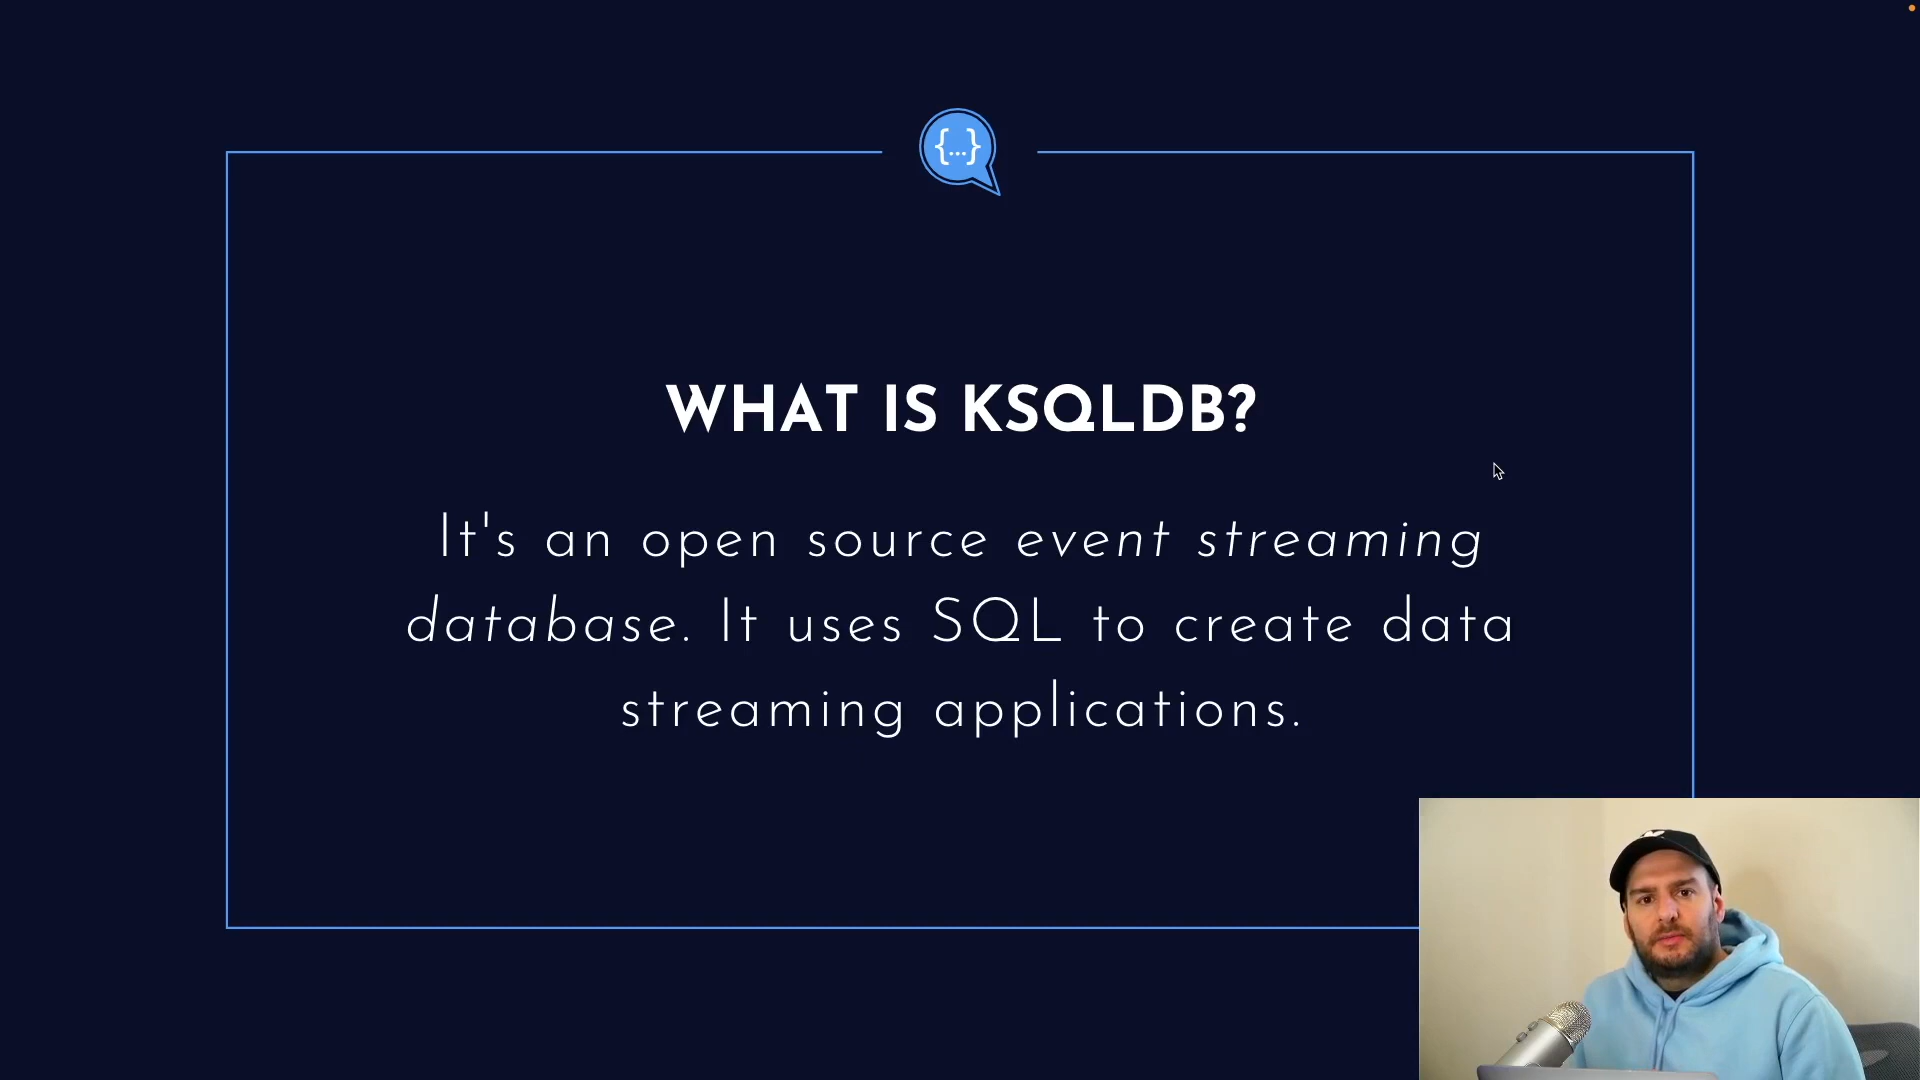 {...}
WHAT IS KSQLDB?
It's an open source event streaming
database. It uses SQL to create data
streaming applications.